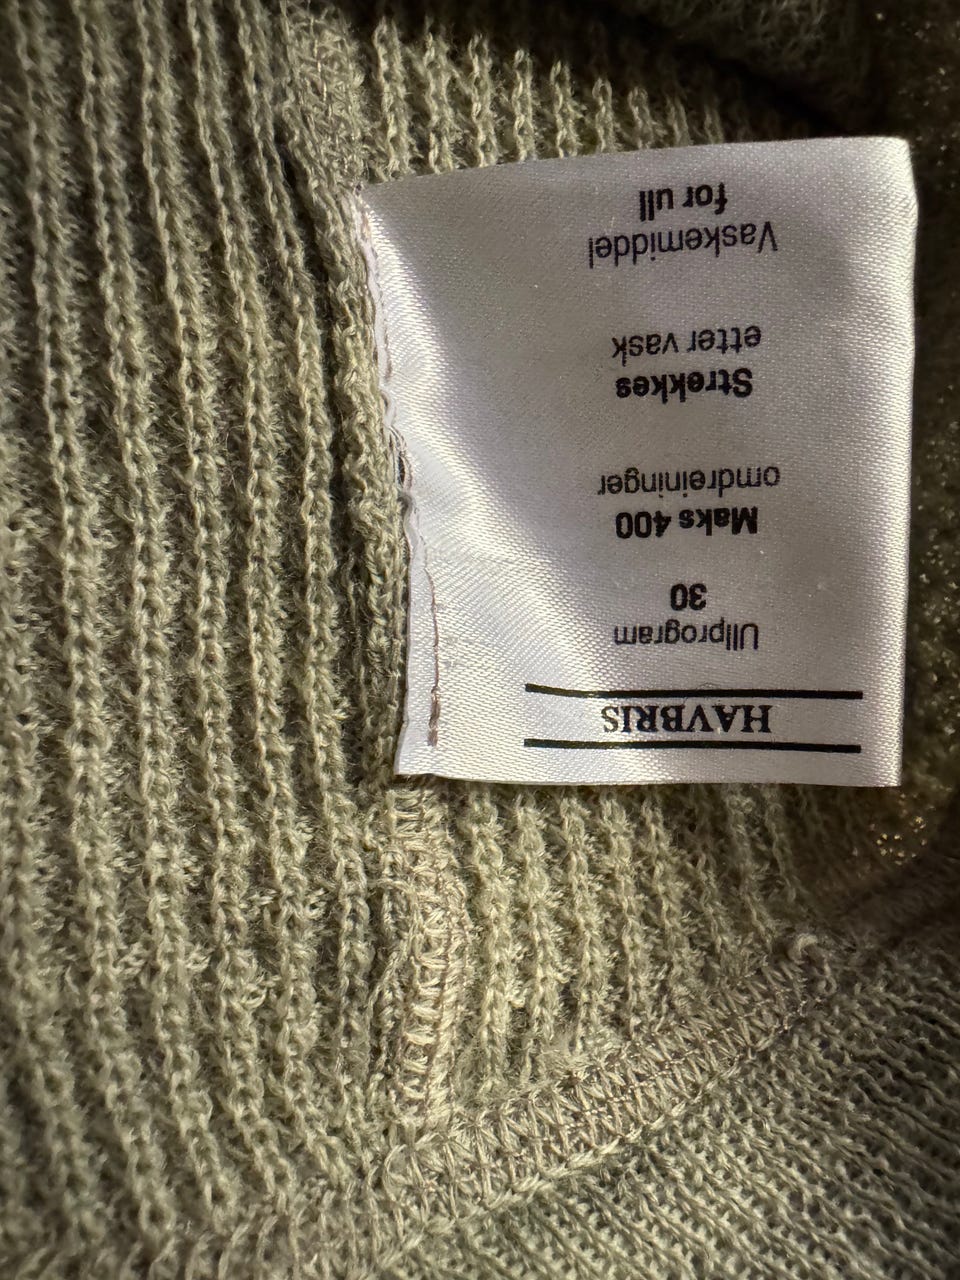 HAVBRIS
Ullprogram
30
Maks 400
omdreininger
Strekkes
etter vask
Vaskemiddel
for ull